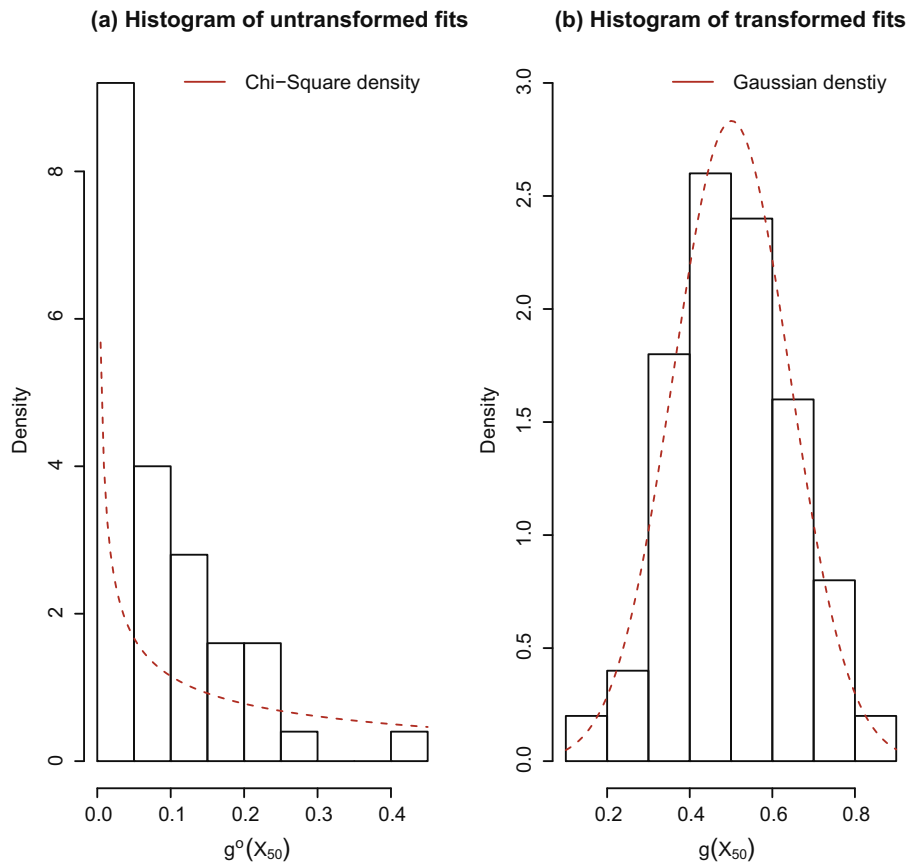 (a) Histogram of untransformed fits
Chi−Square density
Density
0
2
4
6
8
0.0 0.1 0.2 0.3 0.4
g°(X₅₀)
(b) Histogram of transformed fits
Gaussian denstiy
Density
0.0
0.5
1.0
1.5
2.0
2.5
3.0
0.2 0.4 0.6 0.8
g(X₅₀)